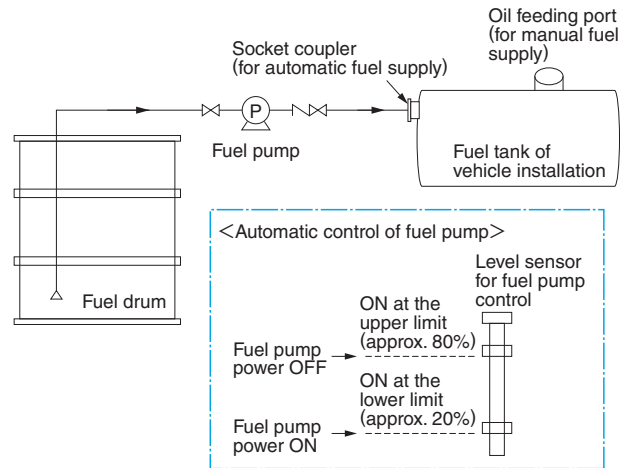 Oil feeding port
(for manual fuel
supply)
Socket coupler
(for automatic fuel supply)
P
Fuel pump
Fuel tank of
vehicle installation
Fuel drum
<Automatic control of fuel pump>
Level sensor
for fuel pump
control
ON at the
upper limit
(approx. 80%)
Fuel pump
power OFF
ON at the
lower limit
(approx. 20%)
Fuel pump
power ON